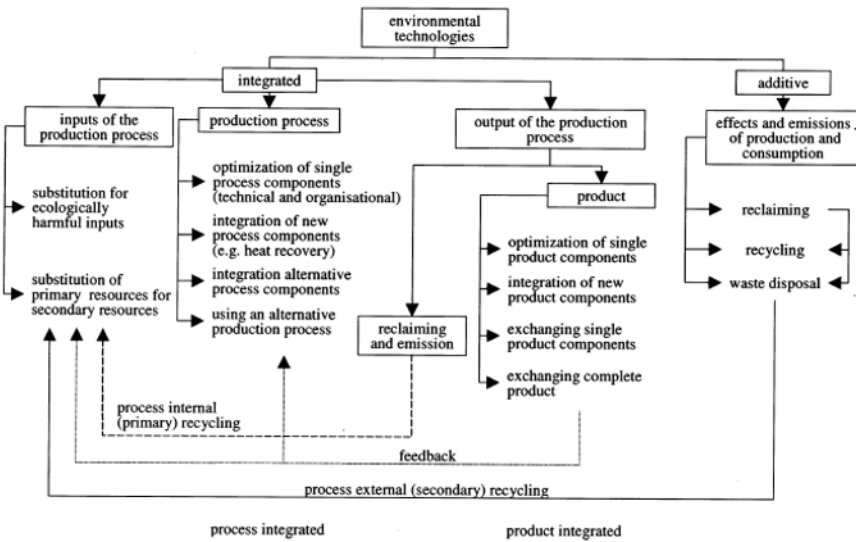 environmental
technologies
integrated
additive
inputs of the
production process
production process
output of the production
process
effects and emissions
of production and
consumption
substitution for
ecologically
harmful inputs
substitution of
primary resources for
secondary resources
optimization of single
process components
(technical and organisational)
integration of new
process components
(e.g. heat recovery)
integration alternative
process components
using an alternative
production process
reclaiming
and emission
product
optimization of single
product components
integration of new
product components
exchanging single
product components
exchanging complete
product
reclaiming
recycling
waste disposal
process internal
(primary) recycling
feedback
process external (secondary) recycling
process integrated
product integrated